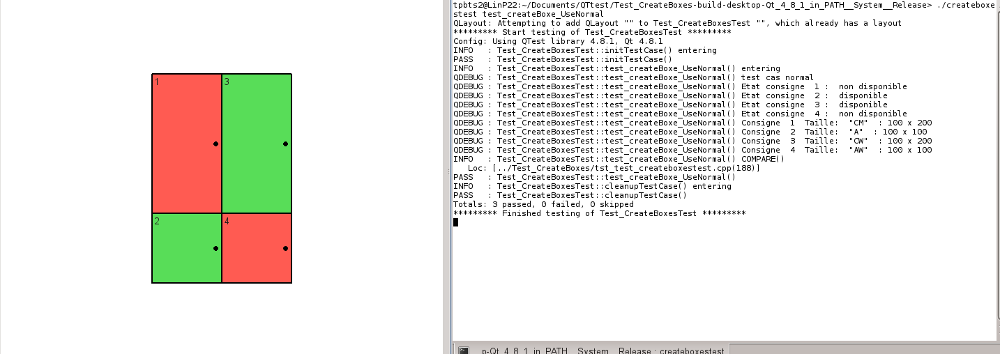 1
3
2
4
tpbts2@LinP22:~/Documents/QTtest/Test_CreateBoxes-build-desktop-Qt_4_8_1_in_PATH__System__Release> ./createboxe
stest test_createBoxe_UseNormal
QLayout: Attempting to add QLayout "" to Test_CreateBoxesTest "", which already has a layout
********* Start testing of Test_CreateBoxesTest *********
Config: Using QTest library 4.8.1, Qt 4.8.1
INFO   : Test_CreateBoxesTest::initTestCase() entering
PASS   : Test_CreateBoxesTest::initTestCase()
INFO   : Test_CreateBoxesTest::test_createBoxe_UseNormal() entering
QDEBUG : Test_CreateBoxesTest::test_createBoxe_UseNormal() test cas normal
QDEBUG : Test_CreateBoxesTest::test_createBoxe_UseNormal() Etat consigne  1 :  non disponible
QDEBUG : Test_CreateBoxesTest::test_createBoxe_UseNormal() Etat consigne  2 :  disponible
QDEBUG : Test_CreateBoxesTest::test_createBoxe_UseNormal() Etat consigne  3 :  disponible
QDEBUG : Test_CreateBoxesTest::test_createBoxe_UseNormal() Etat consigne  4 :  non disponible
QDEBUG : Test_CreateBoxesTest::test_createBoxe_UseNormal() Consigne  1  Taille:  "CM"  : 100 x 200
QDEBUG : Test_CreateBoxesTest::test_createBoxe_UseNormal() Consigne  2  Taille:  "A"  : 100 x 100
QDEBUG : Test_CreateBoxesTest::test_createBoxe_UseNormal() Consigne  3  Taille:  "CW"  : 100 x 200
QDEBUG : Test_CreateBoxesTest::test_createBoxe_UseNormal() Consigne  4  Taille:  "AW"  : 100 x 100
INFO   : Test_CreateBoxesTest::test_createBoxe_UseNormal() COMPARE()
   Loc: [../Test_CreateBoxes/tst_test_createboxestest.cpp(188)]
PASS   : Test_CreateBoxesTest::test_createBoxe_UseNormal()
INFO   : Test_CreateBoxesTest::cleanupTestCase() entering
PASS   : Test_CreateBoxesTest::cleanupTestCase()
Totals: 3 passed, 0 failed, 0 skipped
********* Finished testing of Test_CreateBoxesTest *********
p-Qt_4_8_1_in_PATH__System__Release : createboxestest